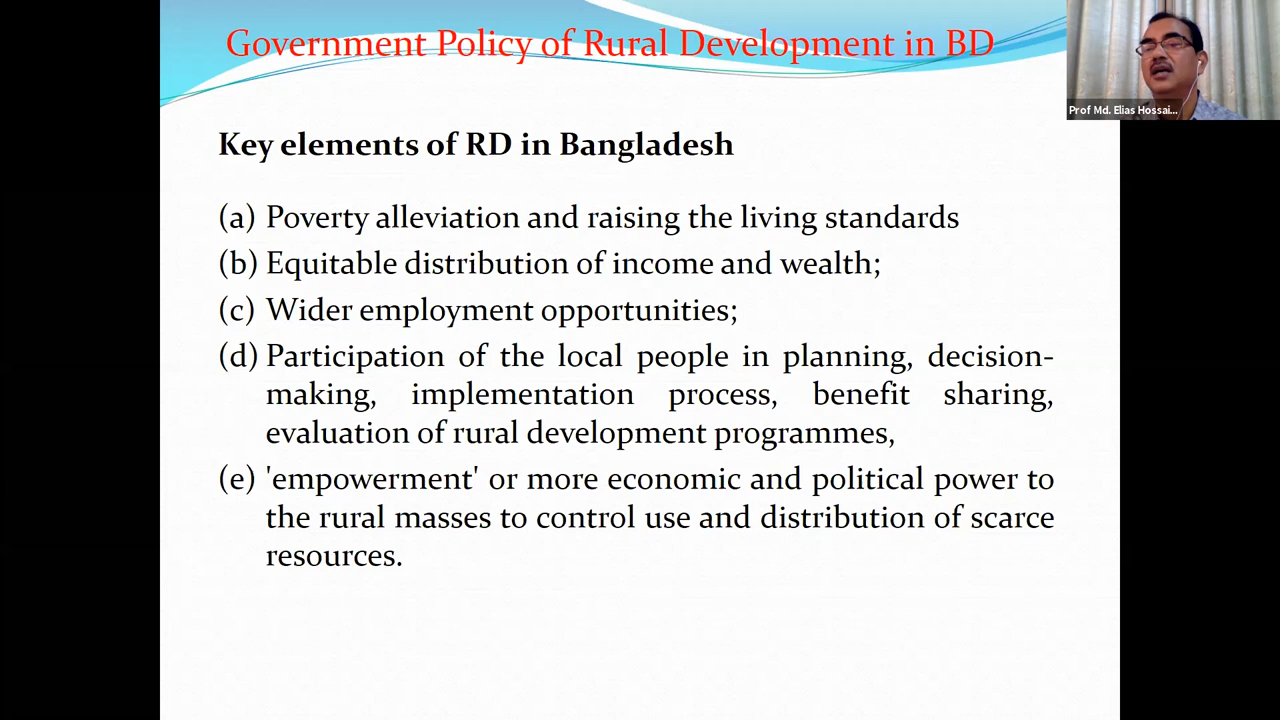 Government Policy of Rural Development in BD
Prof Md. Elias Hossai...
Key elements of RD in Bangladesh
(a) Poverty alleviation and raising the living standards
(b) Equitable distribution of income and wealth;
(c) Wider employment opportunities;
(d) Participation of the local people in planning, decision-
making, implementation process, benefit sharing,
evaluation of rural development programmes,
(e) 'empowerment' or more economic and political power to
the rural masses to control use and distribution of scarce
resources.